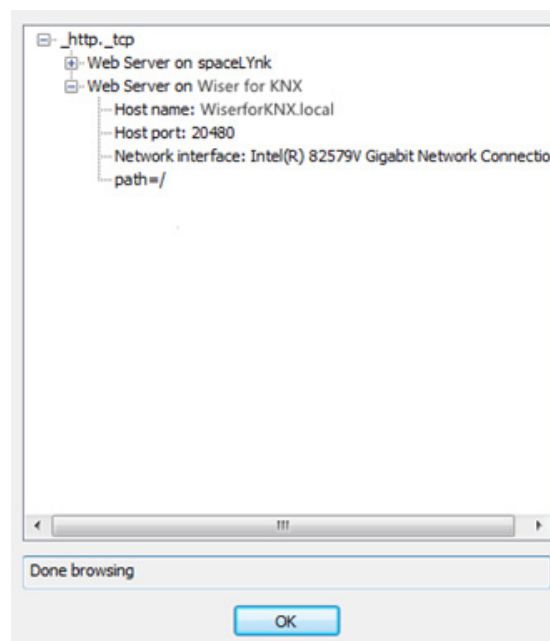 _http._tcp
Web Server on spaceLYnk
Web Server on Wiser for KNX
Host name: WiserforKNX.local
Host port: 20480
Network interface: Intel(R) 82579V Gigabit Network Connectio
path=/
Done browsing
OK